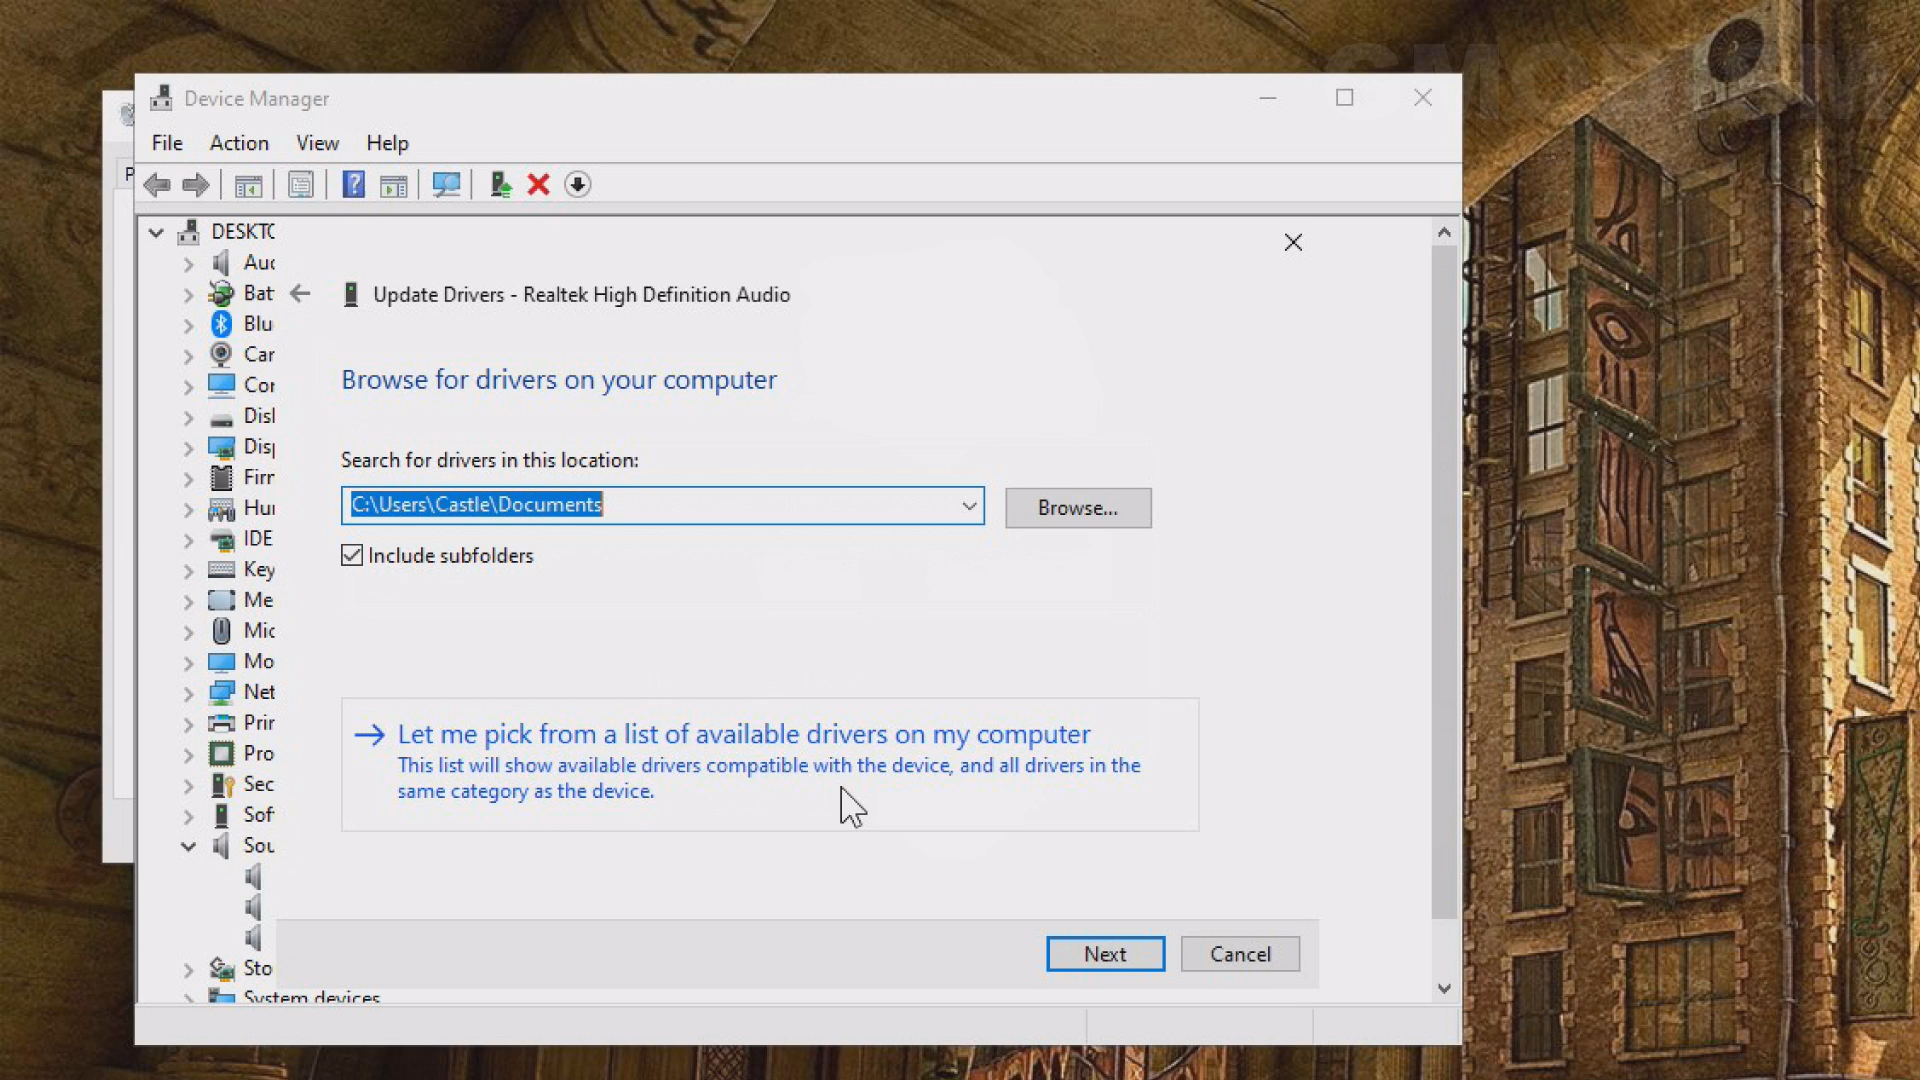 Device Manager
File Action View Help
DESKTO
Auc
Bat
Blu
Car
Cor
Disl
Disp
Firr
Hur
IDE
Key
Me
Mic
Mo
Net
Prir
Pro
Sec
Sof
Sou
Sto
System devices
Update Drivers - Realtek High Definition Audio
Browse for drivers on your computer
Search for drivers in this location:
C:\Users\Castle\Documents
Browse...
Include subfolders
Let me pick from a list of available drivers on my computer
This list will show available drivers compatible with the device, and all drivers in the
same category as the device.
Next
Cancel